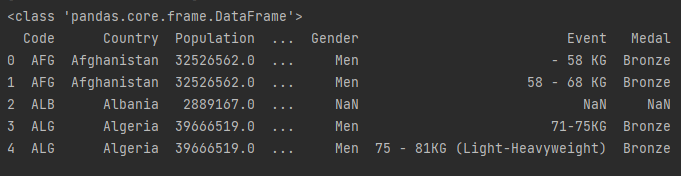 <class 'pandas.core.frame.DataFrame'>
Code Country Population ... Gender Event Medal
0 AFG Afghanistan 32526562.0 ... Men - 58 KG Bronze
1 AFG Afghanistan 32526562.0 ... Men 58 - 68 KG Bronze
2 ALB Albania 2889167.0 ... NaN NaN NaN
3 ALG Algeria 39666519.0 ... Men 71-75KG Bronze
4 ALG Algeria 39666519.0 ... Men 75 - 81KG (Light-Heavyweight) Bronze